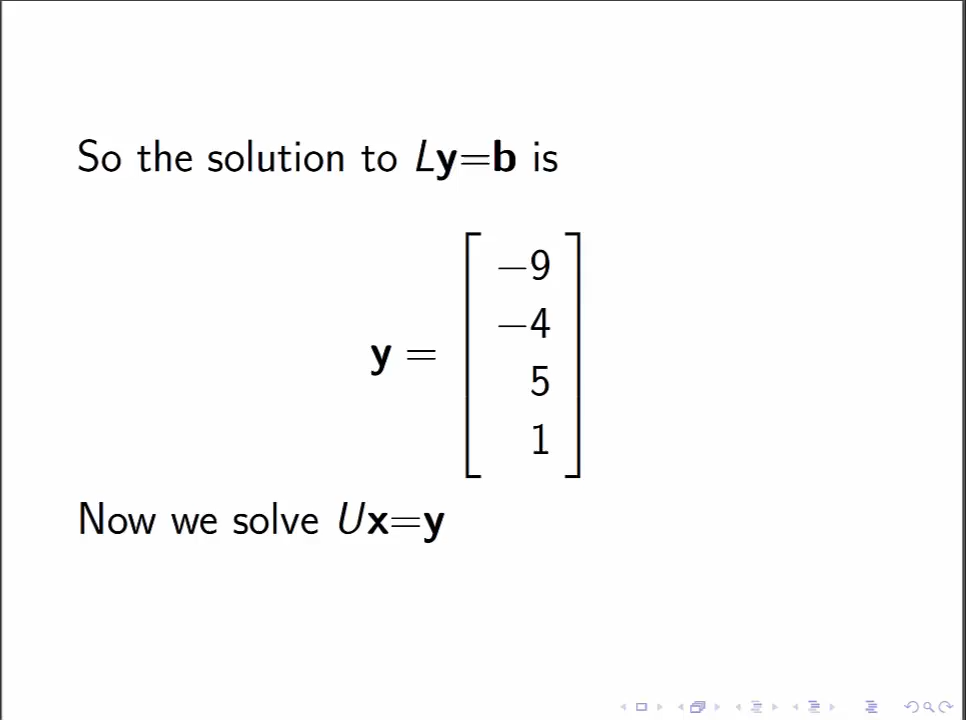 So the solution to Ly=b is
−9
−4
y =
5
1
Now we solve Ux=y